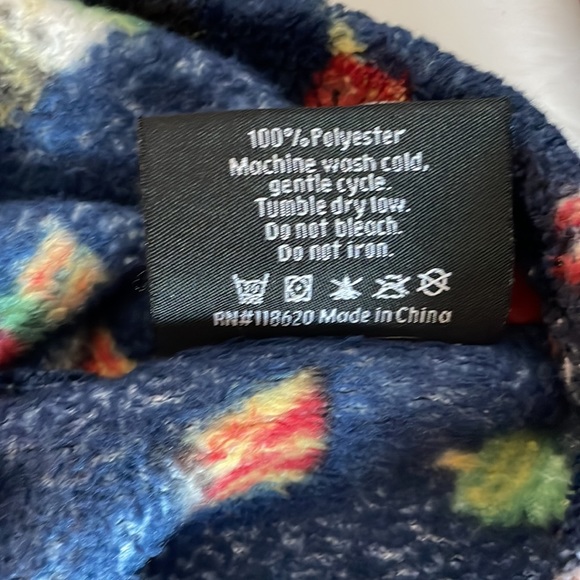 100% Polyester
Machine wash cold,
gentle cycle.
Tumble dry low.
Do not bleach.
Do not iron.
RN#118620 Made in China